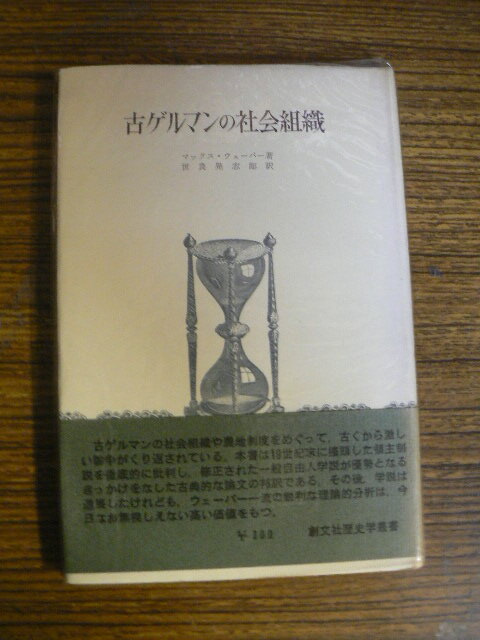 古ゲルマンの社会組織
マックス・ウェーバー著
世良晃志郎訳
古ゲルマンの社会組織や農地制度をめぐって、古くから激し
い論争がくり返されている。本書は19世紀末に擡頭した領主制
説を徹底的に批判し、修正された一般自由人学説が優勢となる
きっかけをなした古典的な論文の邦訳である。その後、学説は
進展したけれども、ウェーバー一流の鋭利な理論的分析は、今
日なお無視しえない高い価値をもつ。
創文社歴史学叢書